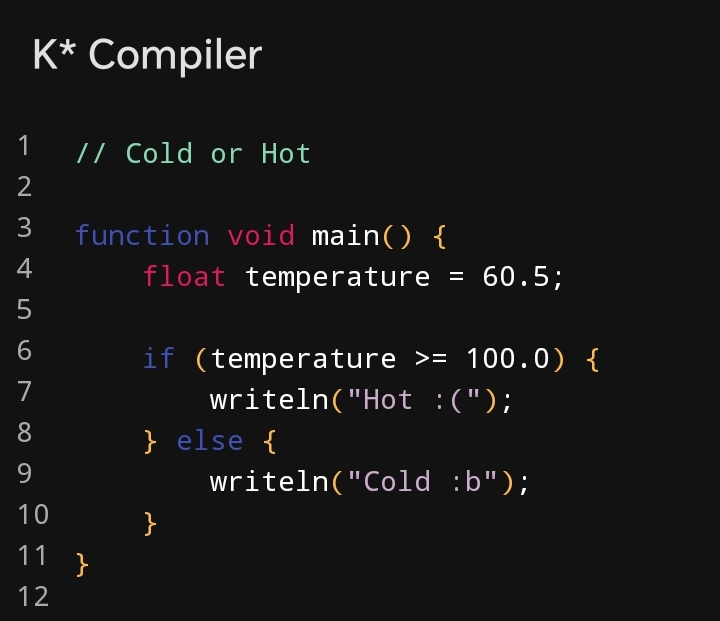 K* Compiler
1 // Cold or Hot
2
3 function void main() {
4     float temperature = 60.5;
5
6     if (temperature >= 100.0) {
7         writeln("Hot :(");
8     } else {
9         writeln("Cold :b");
10     }
11 }
12